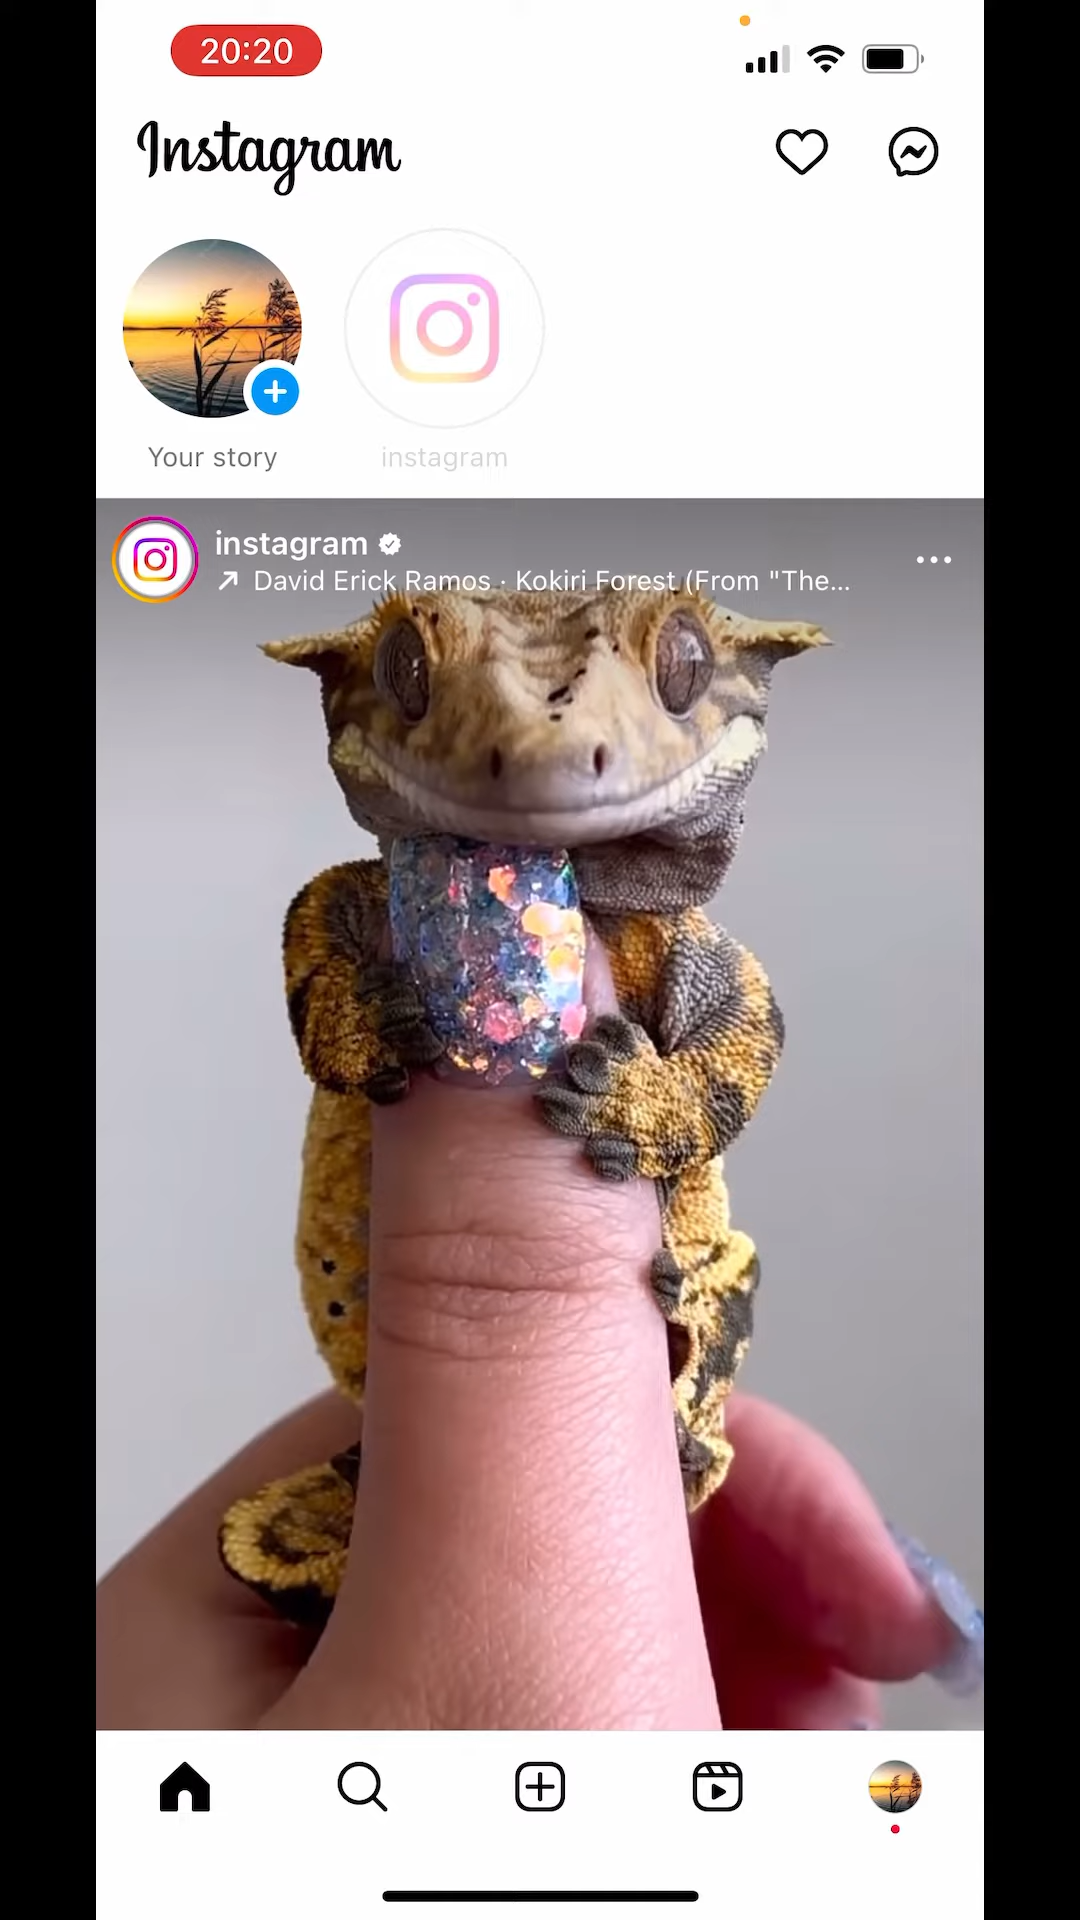 20:20
Instagram
Your story
instagram
instagram
David Erick Ramos · Kokiri Forest (From "The...